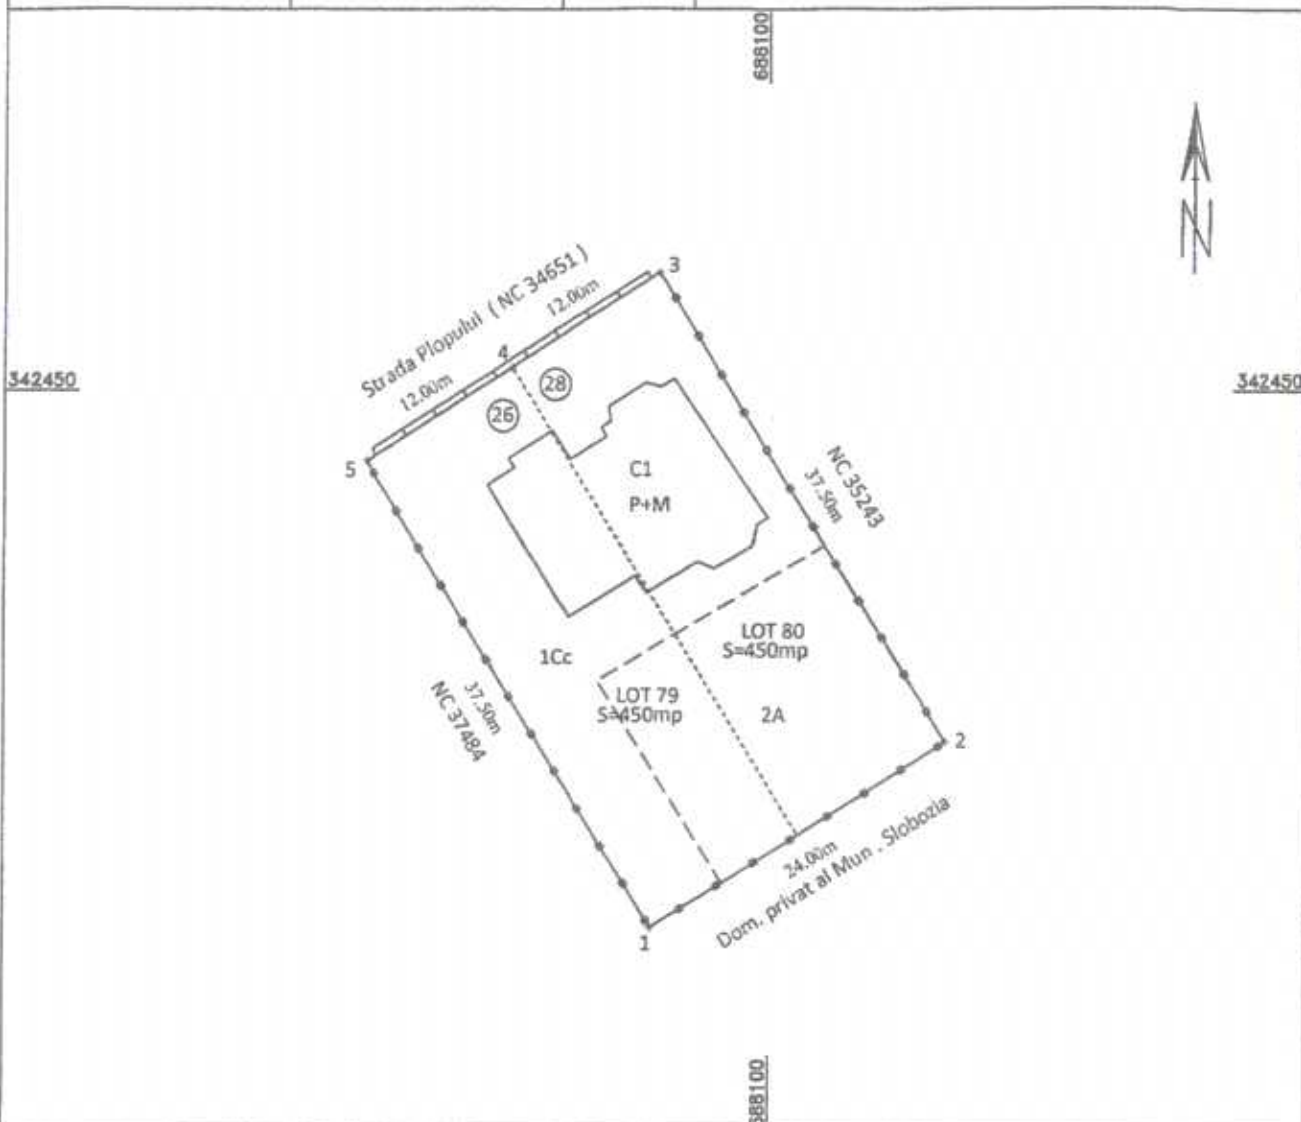 688100
N
3
Strada Plopului ( NC 34651 )
12.00m
4
342450
342450
12.00m
28
26
5
C1
P+M
NC 35243
37.50m
LOT 80
S=450mp
1Cc
LOT 79
S=450mp
37.50m
NC 37484
2A
2
24.00m
Dom. privat al Mun . Slobozia
1
688100